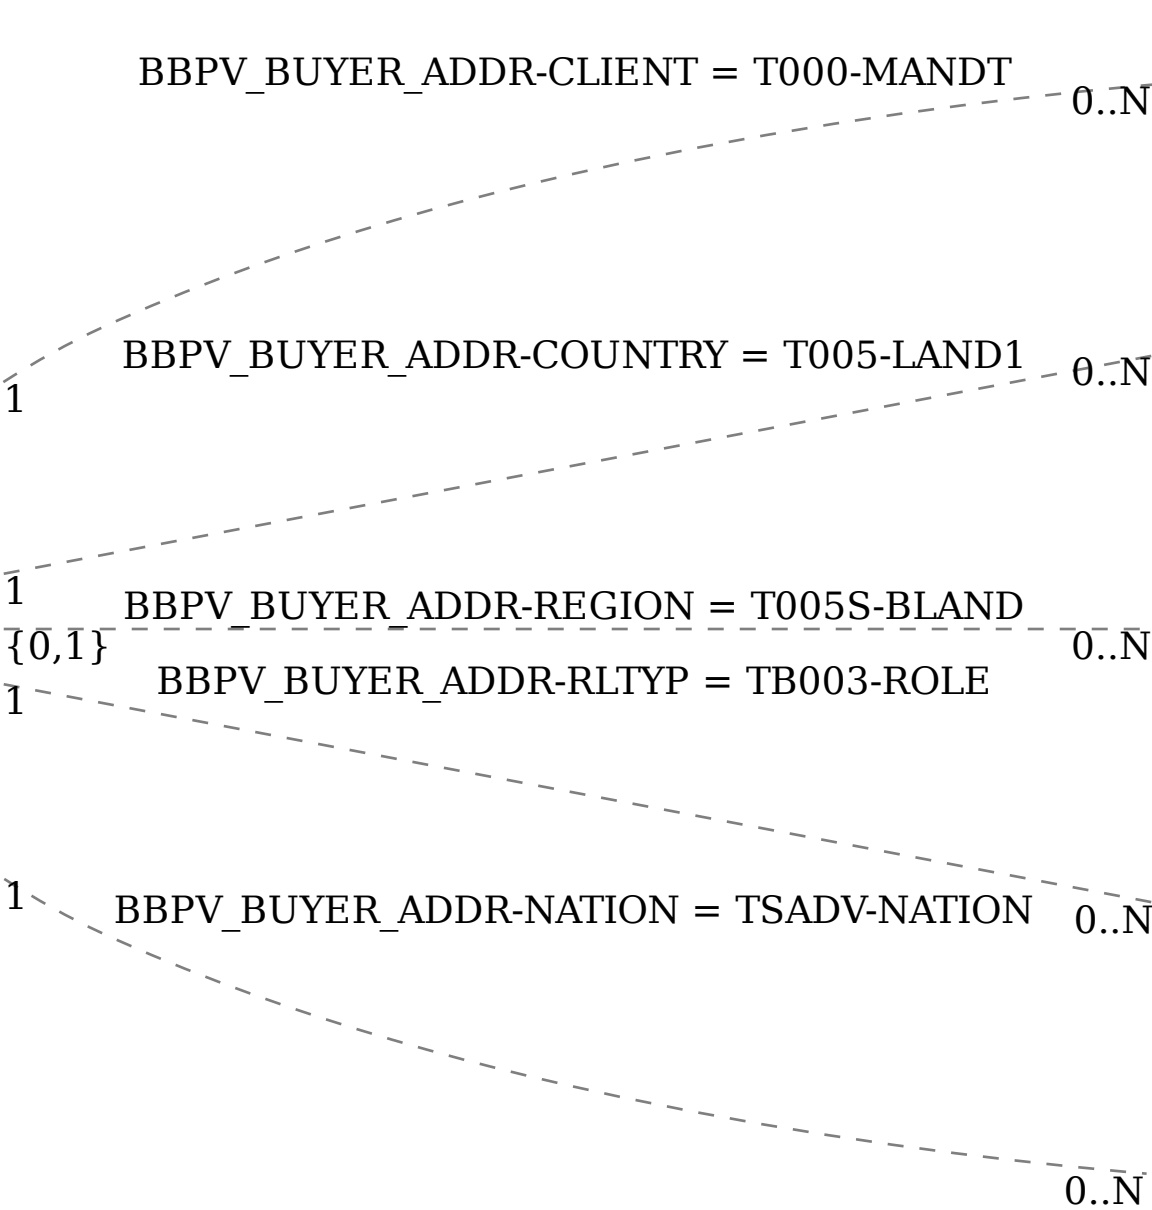 BBPV_BUYER_ADDR-CLIENT = T000-MANDT
0..N
BBPV_BUYER_ADDR-COUNTRY = T005-LAND1
0..N
1
1
BBPV_BUYER_ADDR-REGION = T005S-BLAND
{0,1}
0..N
BBPV_BUYER_ADDR-RLTYP = TB003-ROLE
1
1
BBPV_BUYER_ADDR-NATION = TSADV-NATION
0..N
0..N